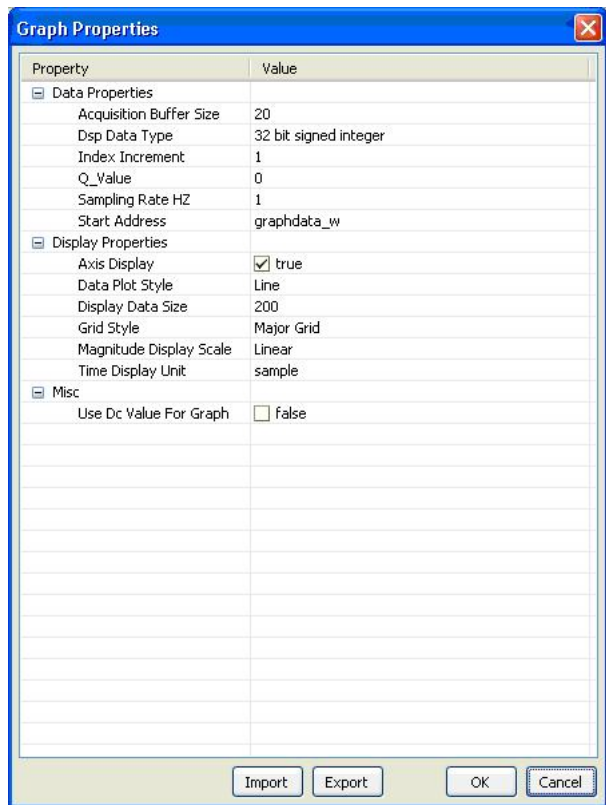 Graph Properties
Property Value
Data Properties
Acquisition Buffer Size 20
Dsp Data Type 32 bit signed integer
Index Increment 1
Q_Value 0
Sampling Rate HZ 1
Start Address graphdata_w
Display Properties
Axis Display true
Data Plot Style Line
Display Data Size 200
Grid Style Major Grid
Magnitude Display Scale Linear
Time Display Unit sample
Misc
Use Dc Value For Graph false
Import Export OK Cancel